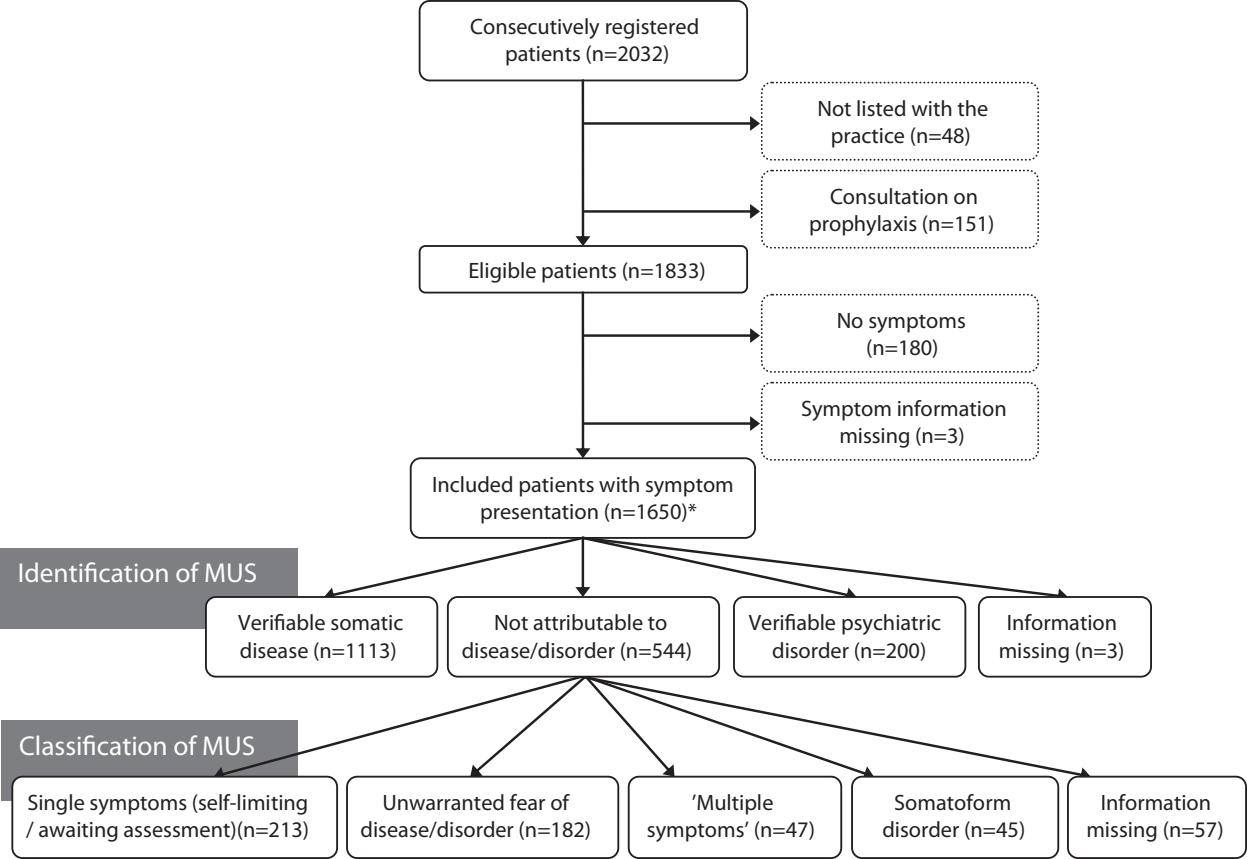 Consecutively registered
patients (n=2032)
Not listed with the
practice (n=48)
Consultation on
prophylaxis (n=151)
Eligible patients (n=1833)
No symptoms
(n=180)
Symptom information
missing (n=3)
Included patients with symptom
presentation (n=1650)*
Identification of MUS
Verifiable somatic
disease (n=1113)
Not attributable to
disease/disorder (n=544)
Verifiable psychiatric
disorder (n=200)
Information
missing (n=3)
Classification of MUS
Single symptoms (self-limiting
/ awaiting assessment)(n=213)
Unwarranted fear of
disease/disorder (n=182)
’Multiple
symptoms’ (n=47)
Somatoform
disorder (n=45)
Information
missing (n=57)